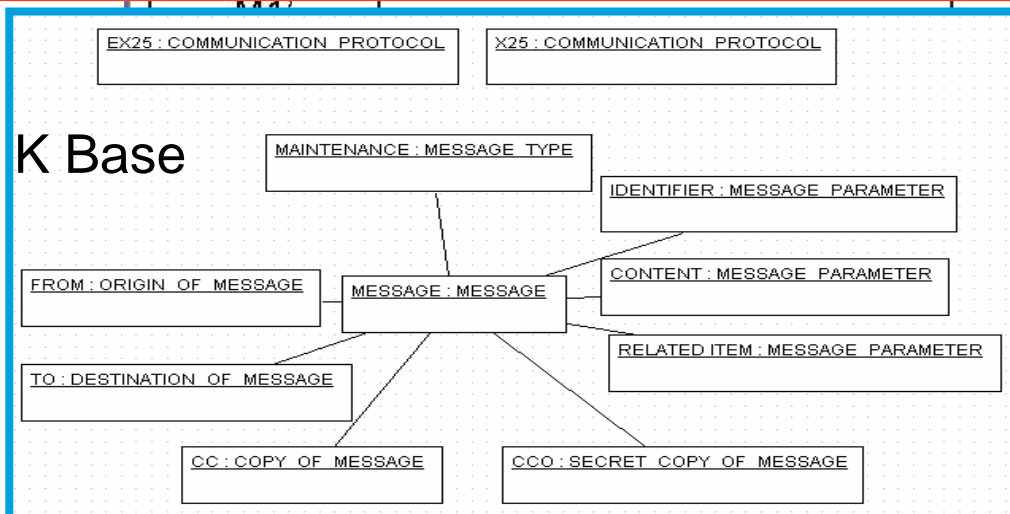 EX25 : COMMUNICATION PROTOCOL
X25 : COMMUNICATION PROTOCOL
K Base
MAINTENANCE : MESSAGE TYPE
IDENTIFIER : MESSAGE PARAMETER
CONTENT : MESSAGE PARAMETER
FROM : ORIGIN OF MESSAGE
MESSAGE : MESSAGE
RELATED ITEM : MESSAGE PARAMETER
TO : DESTINATION OF MESSAGE
CC : COPY OF MESSAGE
CCO : SECRET COPY OF MESSAGE